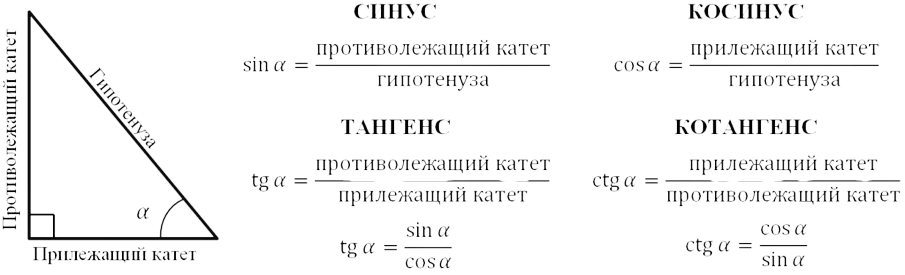 Противолежащий катет
Гипотенуза
α
Прилежащий катет
СИНУС
sin α = противолежащий катет / гипотенуза
КОСИНУС
cos α = прилежащий катет / гипотенуза
ТАНГЕНС
tg α = противолежащий катет / прилежащий катет
tg α = sin α / cos α
КОТАНГЕНС
ctg α = прилежащий катет / противолежащий катет
ctg α = cos α / sin α